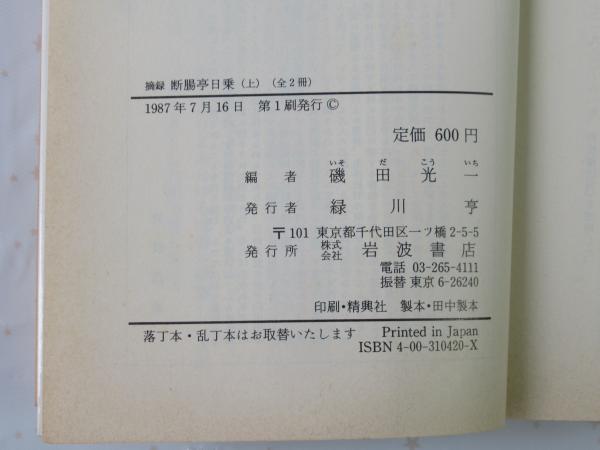 摘録 断腸亭日乗（上）（全2冊）
1987年7月16日 第1刷発行©
定価 600円
いそ だ こう いち
編者 磯田光一
発行者 緑川亨
〒101 東京都千代田区一ツ橋2-5-5
発行所 株式会社 岩波書店
電話 03-265-4111
振替 東京 6-26240
印刷・精興社 製本・田中製本
落丁本・乱丁本はお取替いたします Printed in Japan
ISBN 4-00-310420-X